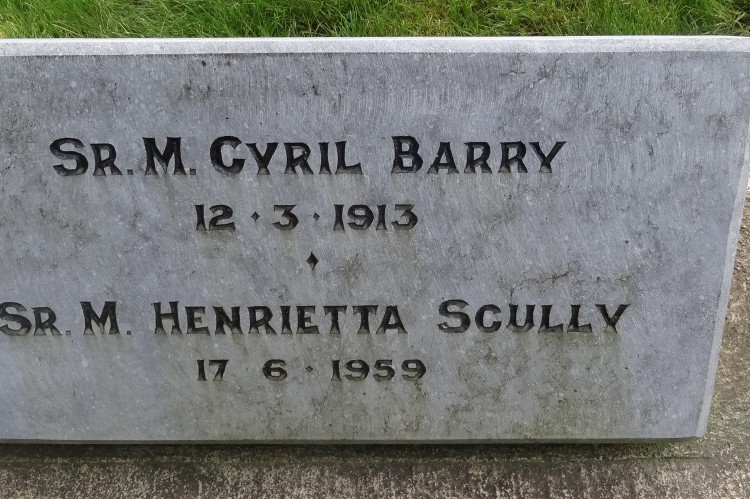 Sr. M. Cyril Barry
12 · 3 · 1913
Sr. M. Henrietta Scully
17 6 · 1959